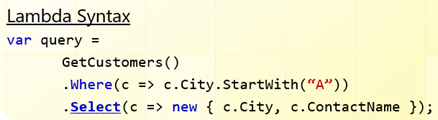 Lambda Syntax
var query =
GetCustomers()
.Where(c => c.City.StartWith(“A”))
.Select(c => new { c.City, c.ContactName });